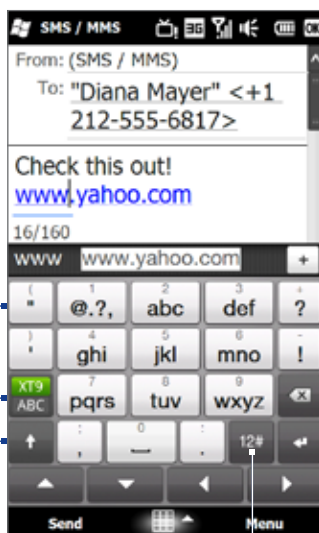 SMS / MMS 3G OK
From: (SMS / MMS)
To: "Diana Mayer" <+1
212-555-6817>
Check this out!
www.yahoo.com
16/160
www www.yahoo.com +
( " 1 @.?, 2 abc 3 def + ?
) ' 4 ghi 5 jkl 6 mno - !
XT9 ABC 7 pqrs 8 tuv 9 wxyz
; , 0 : . 12#
Send Menu